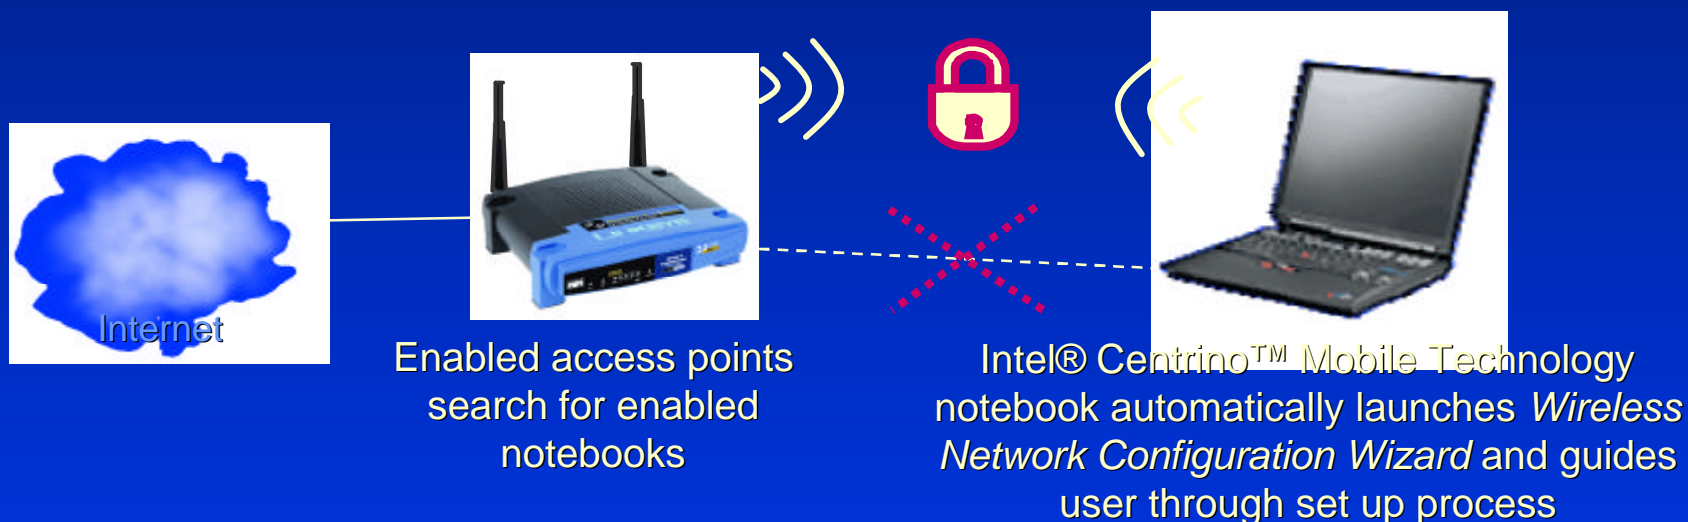 Internet
LINKSYS
Enabled access points
search for enabled
notebooks
Intel® Centrino™ Mobile Technology
notebook automatically launches Wireless
Network Configuration Wizard and guides
user through set up process